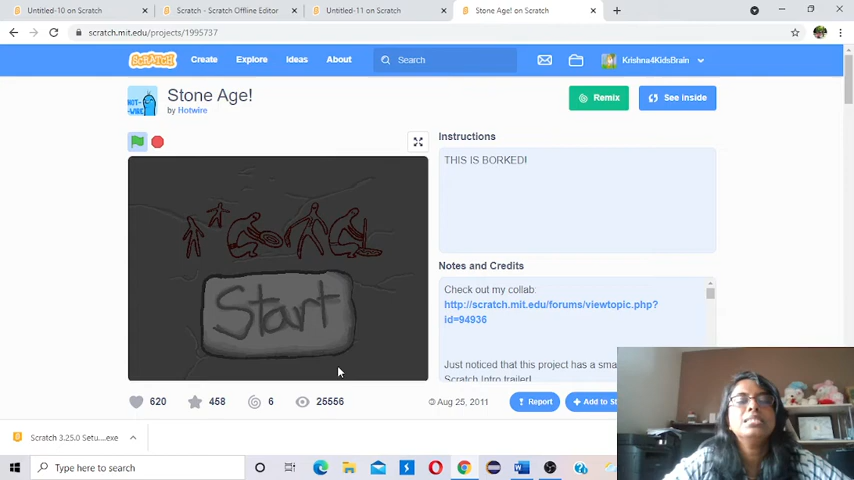 Untitled-10 on Scratch
Scratch - Scratch Offline Editor
Untitled-11 on Scratch
Stone Age! on Scratch
scratch.mit.edu/projects/1995737
SCRATCH
Create
Explore
Ideas
About
Search
Krishna4KidsBrain
HOT-
WIRE
Stone Age!
by Hotwire
Remix
See inside
Instructions
THIS IS BORKED!
Start
Notes and Credits
Check out my collab:
http://scratch.mit.edu/forums/viewtopic.php?
id=94936
Just noticed that this project has a sma
Scratch Intro trailer!
620
458
6
25556
© Aug 25, 2011
Report
Add to St
Scratch 3.25.0 Setu....exe
Type here to search